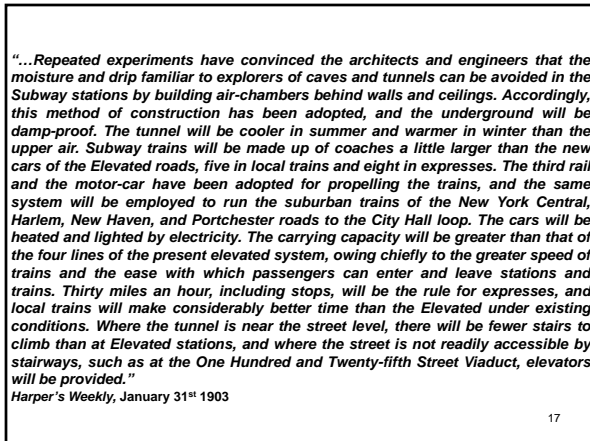 “…Repeated experiments have convinced the architects and engineers that the
moisture and drip familiar to explorers of caves and tunnels can be avoided in the
Subway stations by building air-chambers behind walls and ceilings. Accordingly,
this method of construction has been adopted, and the underground will be
damp-proof. The tunnel will be cooler in summer and warmer in winter than the
upper air. Subway trains will be made up of coaches a little larger than the new
cars of the Elevated roads, five in local trains and eight in expresses. The third rail
and the motor-car have been adopted for propelling the trains, and the same
system will be employed to run the suburban trains of the New York Central,
Harlem, New Haven, and Portchester roads to the City Hall loop. The cars will be
heated and lighted by electricity. The carrying capacity will be greater than that of
the four lines of the present elevated system, owing chiefly to the greater speed of
trains and the ease with which passengers can enter and leave stations and
trains. Thirty miles an hour, including stops, will be the rule for expresses, and
local trains will make considerably better time than the Elevated under existing
conditions. Where the tunnel is near the street level, there will be fewer stairs to
climb than at Elevated stations, and where the street is not readily accessible by
stairways, such as at the One Hundred and Twenty-fifth Street Viaduct, elevators
will be provided.”
Harper’s Weekly, January 31st 1903
17